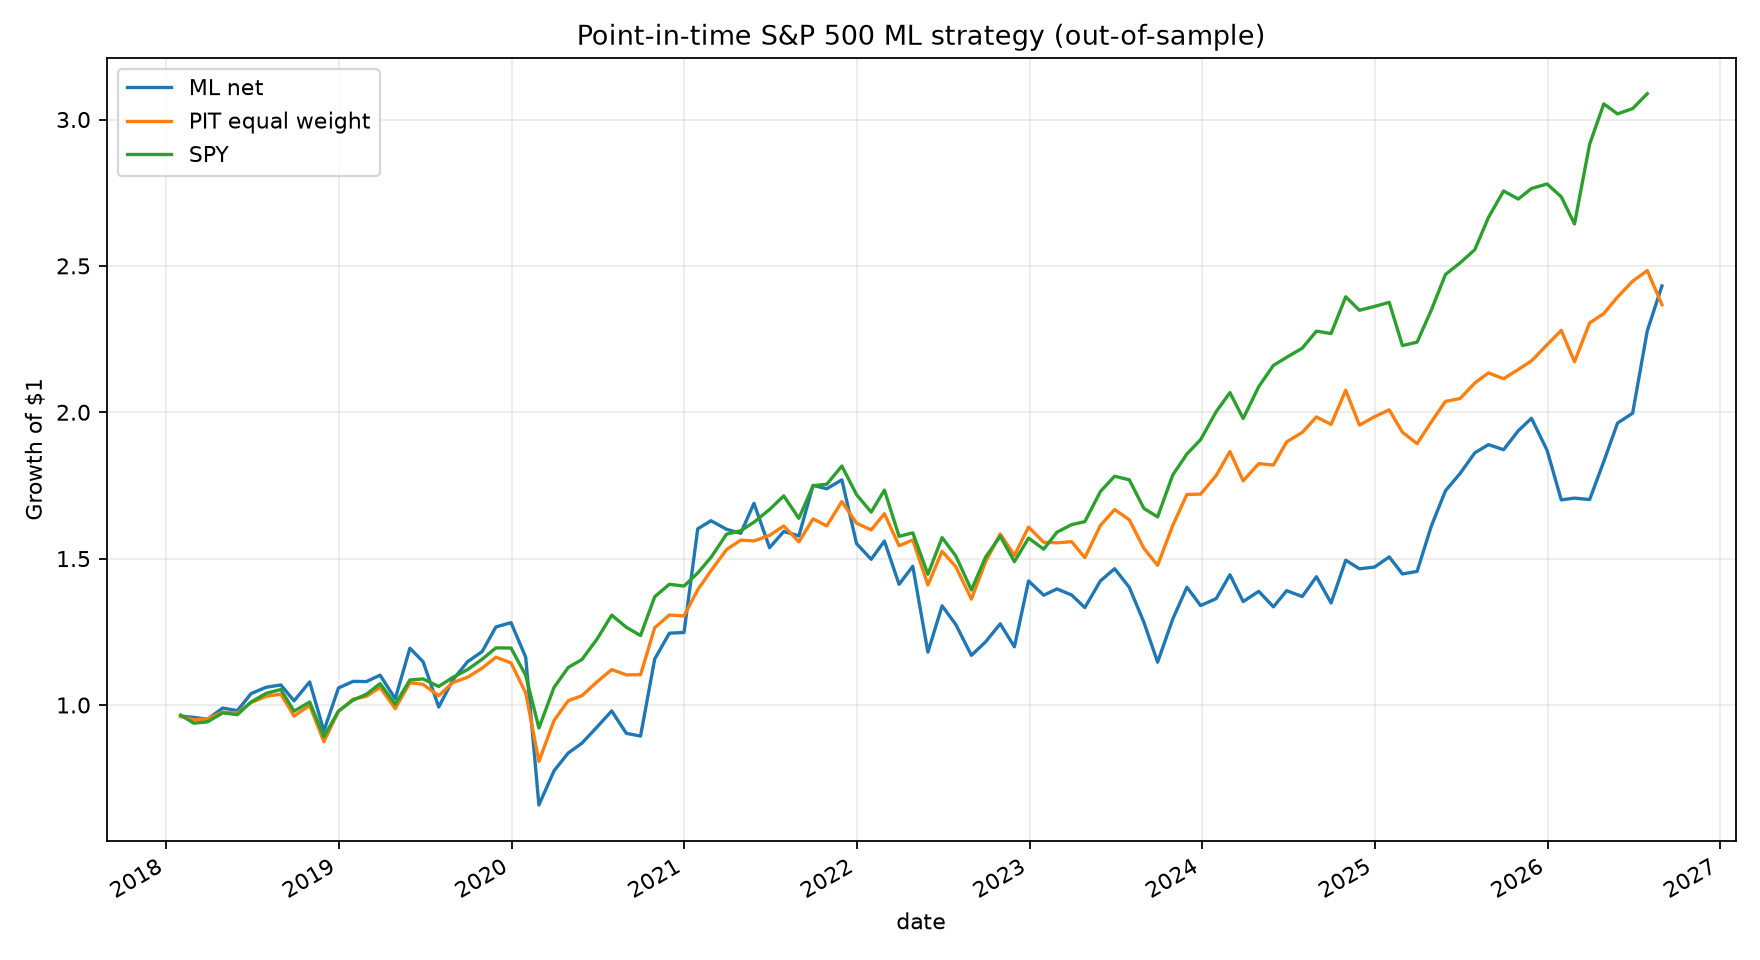 Point-in-time S&P 500 ML strategy (out-of-sample)
ML net
PIT equal weight
SPY
Growth of $1
3.0
2.5
2.0
1.5
1.0
2018
2019
2020
2021
2022
2023
2024
2025
2026
2027
date